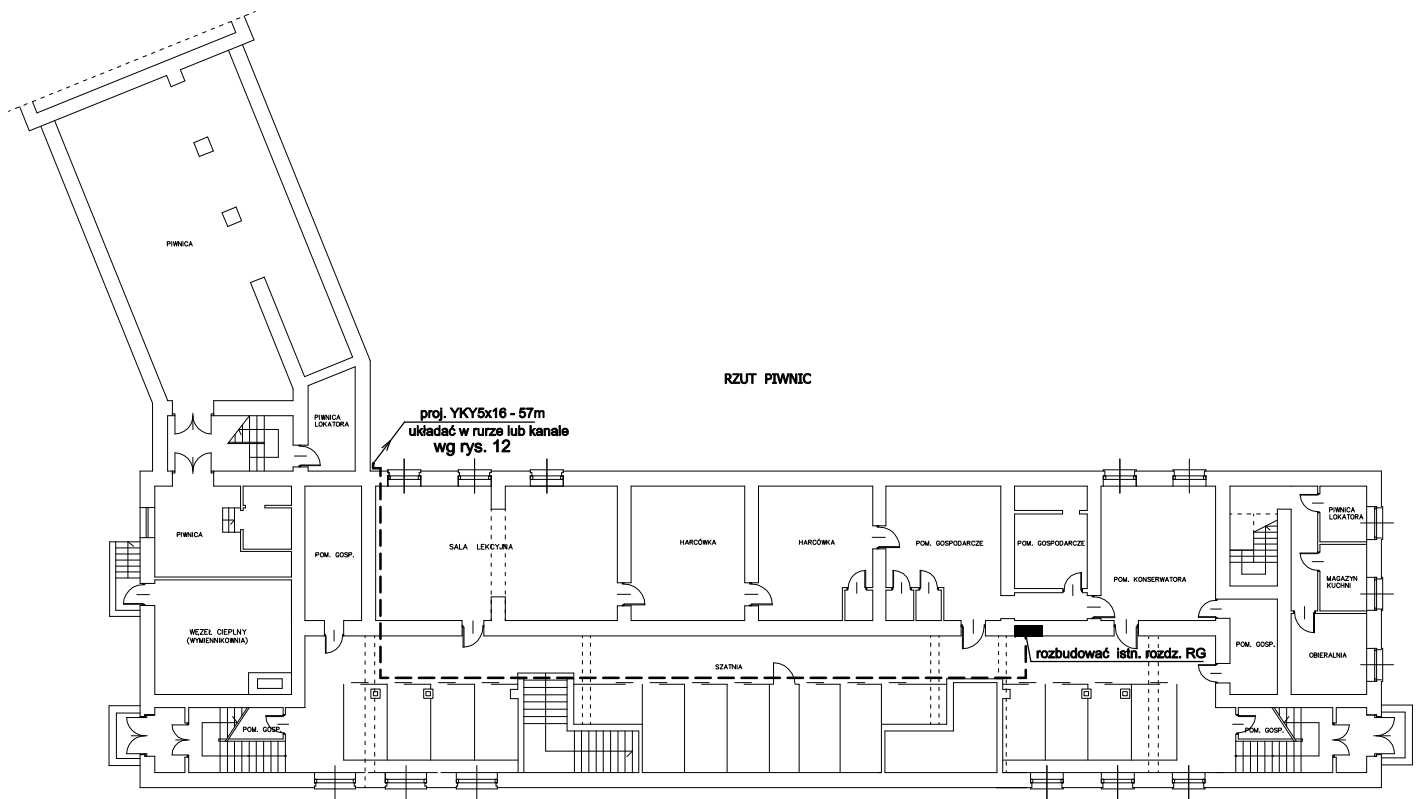 PIWNICA
RZUT PIWNIC
proj. YKY5x16 - 57m
układać w rurze lub kanale
wg rys. 12
PIWNICA
LOKATORA
PIWNICA
POM. GOSP.
SALA LEKCYJNA
HARCÓWKA
HARCÓWKA
POM. GOSPODARCZE
POM. GOSPODARCZE
POM. KONSERWATORA
PIWNICA
LOKATORA
MAGAZYN
KUCHNI
WĘZEŁ CIEPLNY
(WYMIENNIKOWNIA)
SZATNIA
rozbudować istn. rozdz. RG
POM. GOSP.
OBIERALNIA
POM. GOSP.
POM. GOSP.